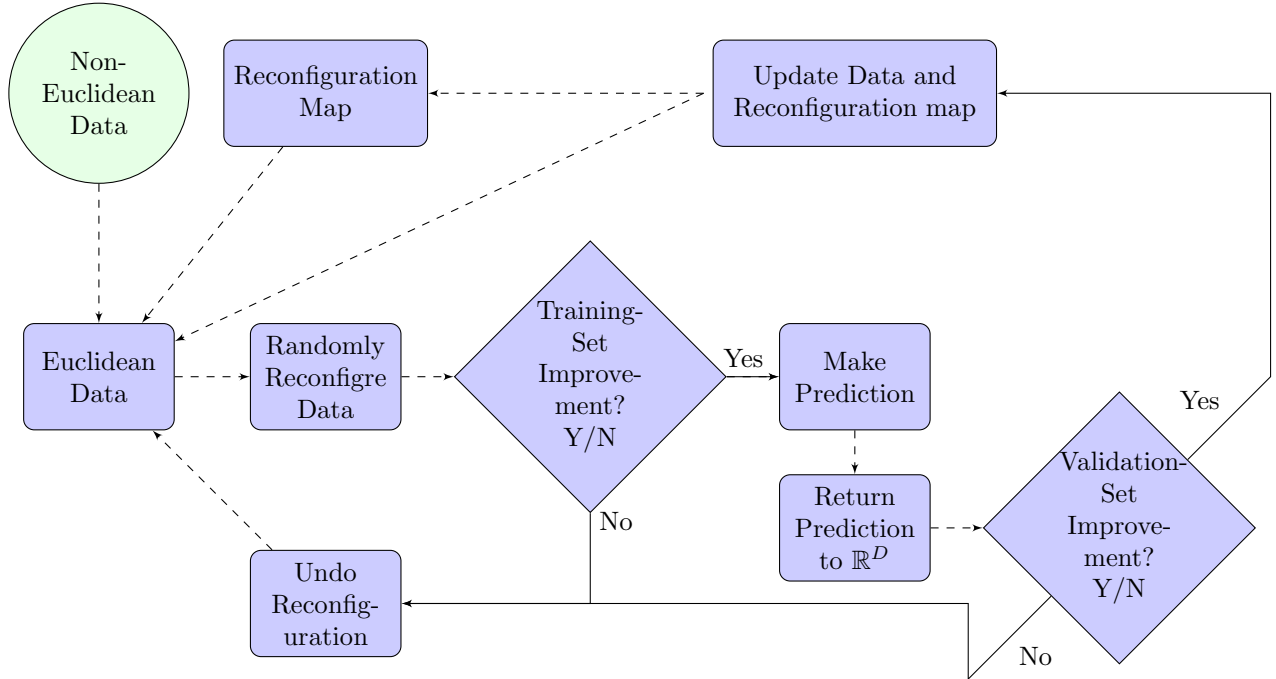 Non-
Euclidean
Data
Reconfiguration
Map
Update Data and
Reconfiguration map
Euclidean
Data
Randomly
Reconfigre
Data
Training-
Set
Improve-
ment?
Y/N
Yes
Make
Prediction
Return
Prediction
to ℝ^D
Validation-
Set
Improve-
ment?
Y/N
Yes
No
No
Undo
Reconfig-
uration